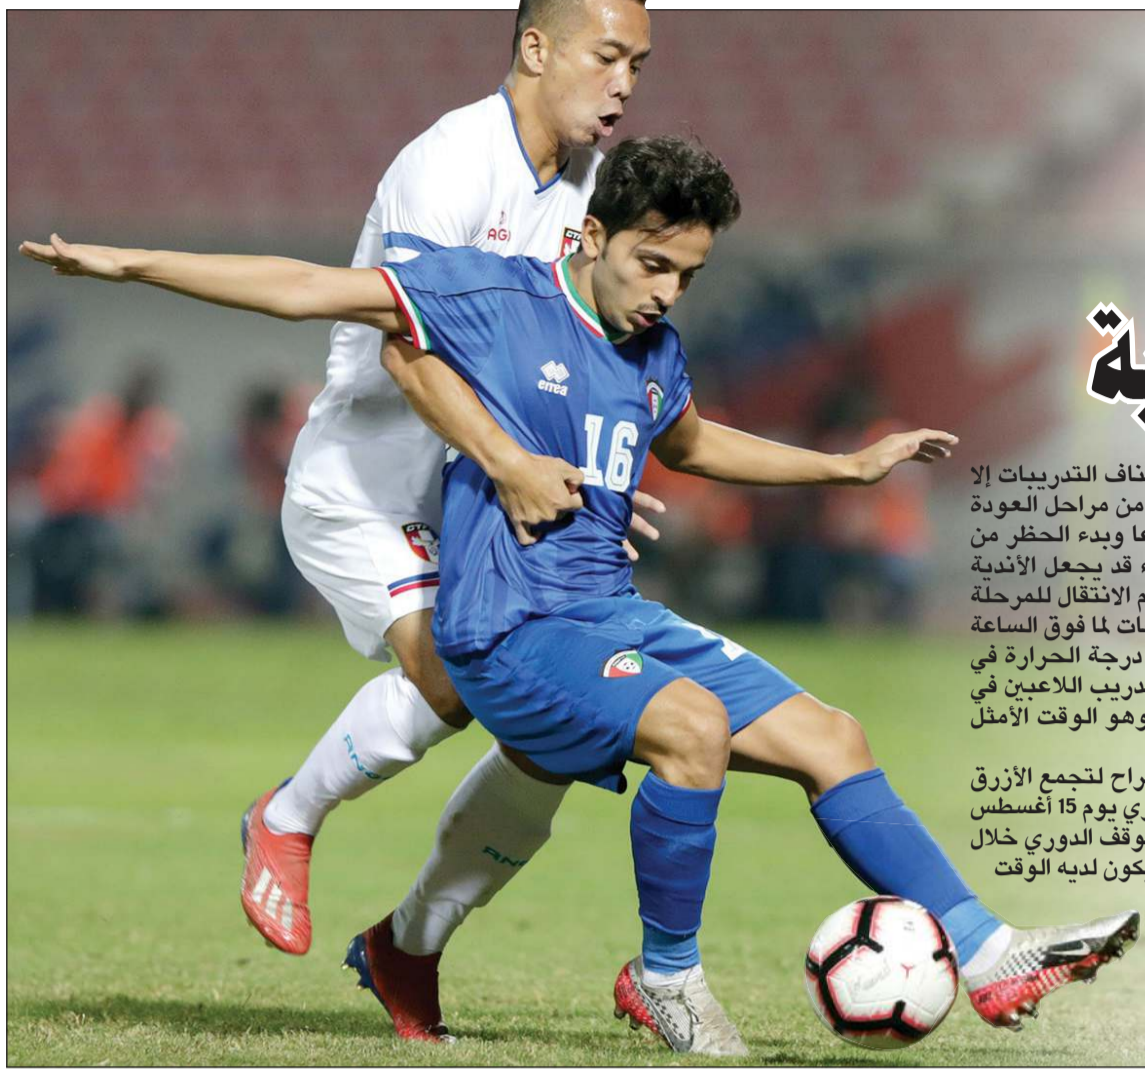 errea
16
ناف التدريبات إلا
من مراحل العودة
ها وبدء الحظر من
ء قد يجعل الأندية
م الانتقال للمرحلة
ات لما فوق الساعة
درجة الحرارة في
دريب اللاعبين في
وهو الوقت الأمثل
راح لتجمع الأزرق
ري يوم 15 أغسطس
وقف الدوري خلال
كون لديه الوقت